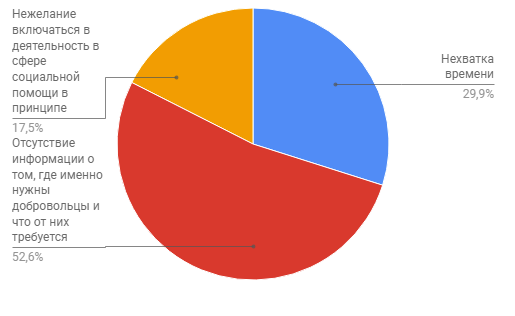 Нежелание
включаться в
деятельность в
сфере
социальной
помощи в
принципе
17,5%
Отсутствие
информации о
том, где именно
нужны
добровольцы и
что от них
требуется
52,6%
Нехватка
времени
29,9%